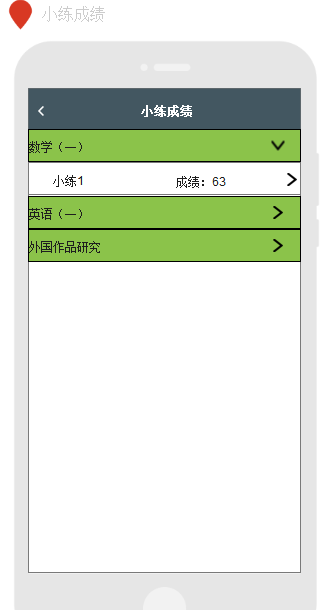 小练成绩
小练成绩
数学（一）
小练1 成绩：63
英语（一）
外国作品研究